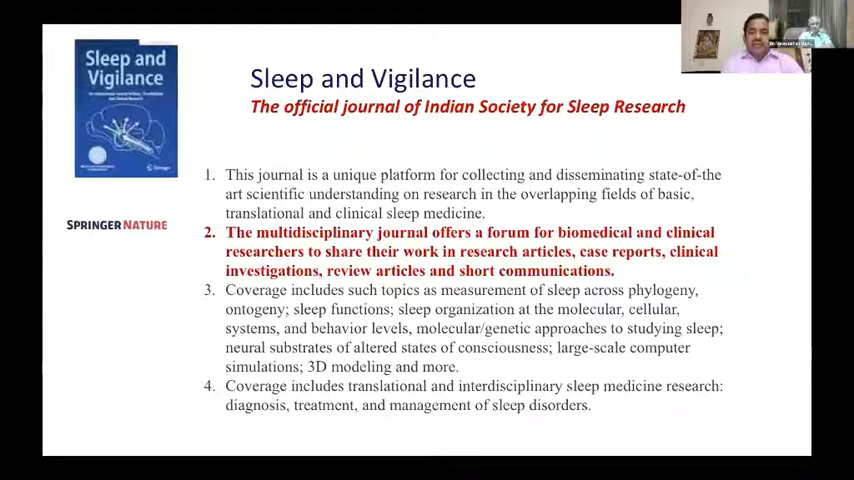 Sleep and
Vigilance
Springer
SPRINGER NATURE
Sleep and Vigilance
The official journal of Indian Society for Sleep Research
1. This journal is a unique platform for collecting and disseminating state-of-the
art scientific understanding on research in the overlapping fields of basic,
translational and clinical sleep medicine.
2. The multidisciplinary journal offers a forum for biomedical and clinical
researchers to share their work in research articles, case reports, clinical
investigations, review articles and short communications.
3. Coverage includes such topics as measurement of sleep across phylogeny,
ontogeny; sleep functions; sleep organization at the molecular, cellular,
systems, and behavior levels, molecular/genetic approaches to studying sleep;
neural substrates of altered states of consciousness; large-scale computer
simulations; 3D modeling and more.
4. Coverage includes translational and interdisciplinary sleep medicine research:
diagnosis, treatment, and management of sleep disorders.